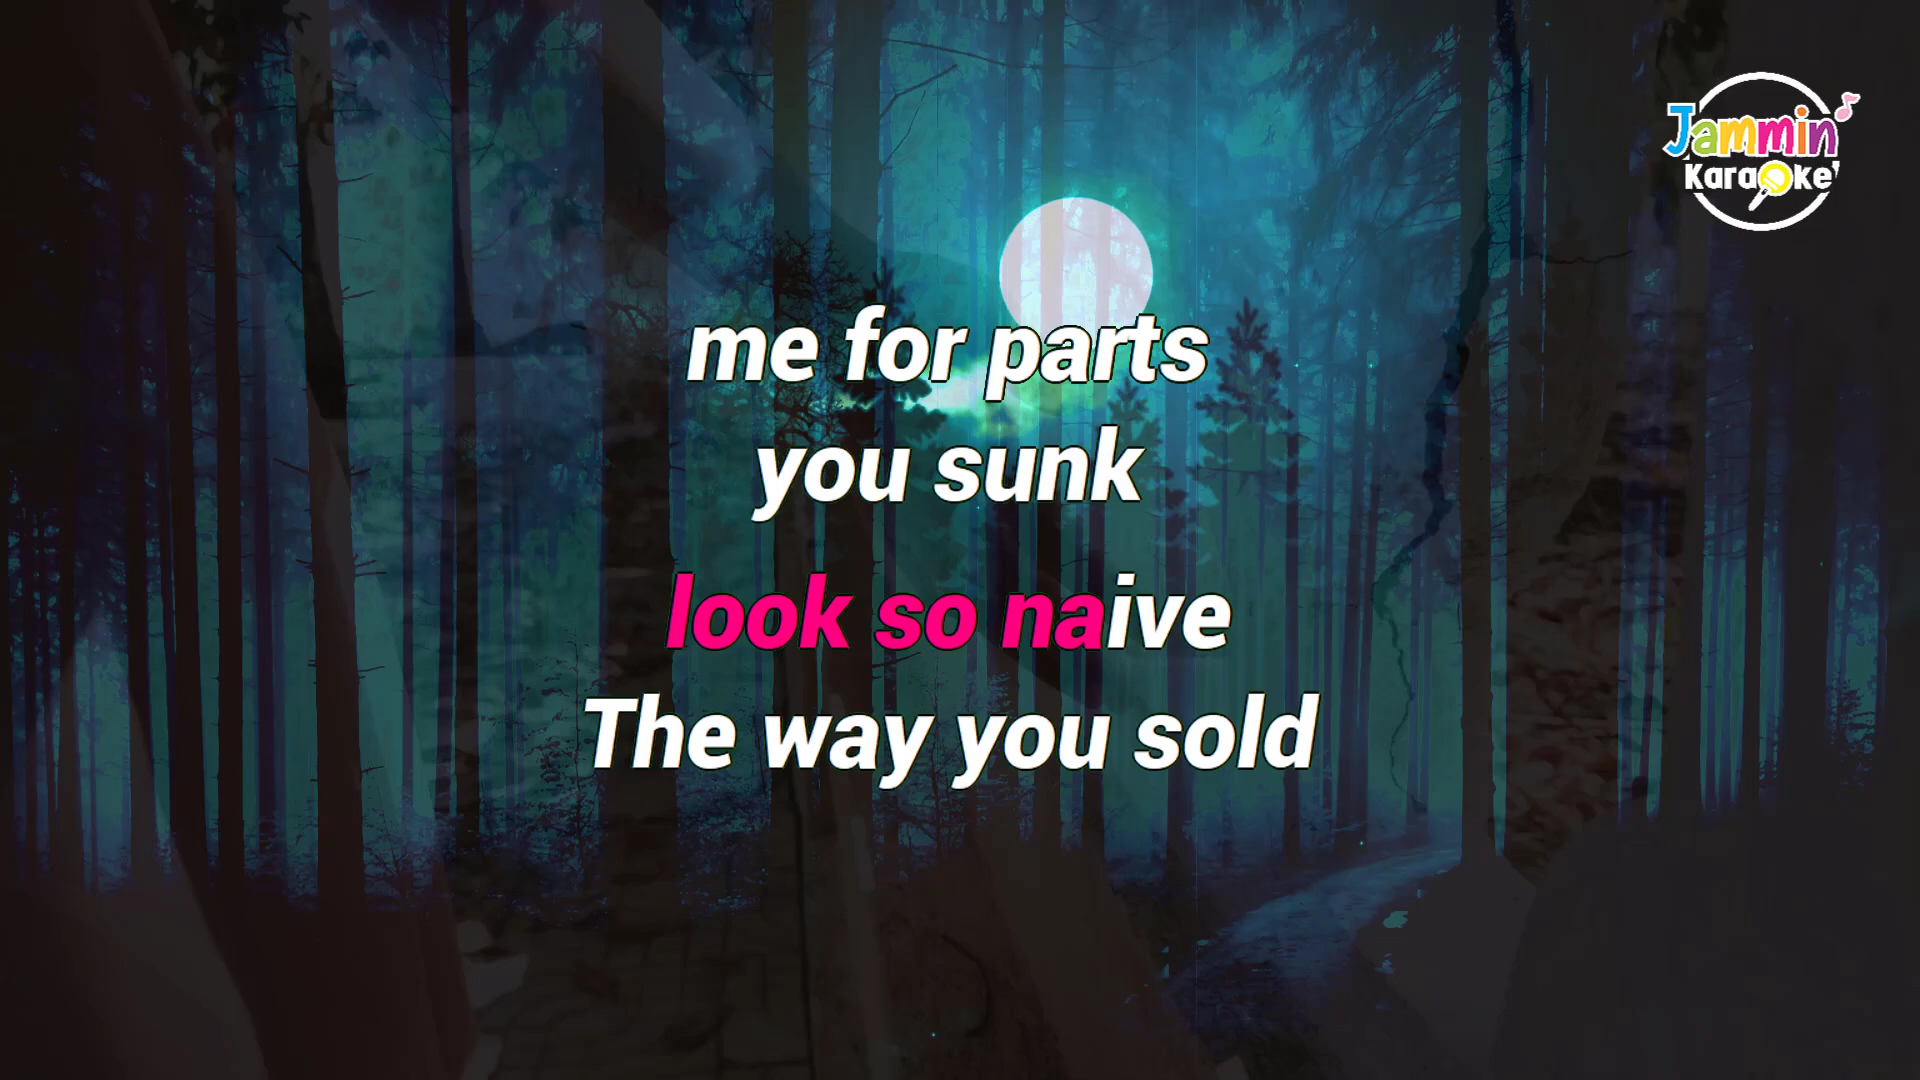 Jammin'
Karaoke
me for parts
you sunk
look so naive
The way you sold